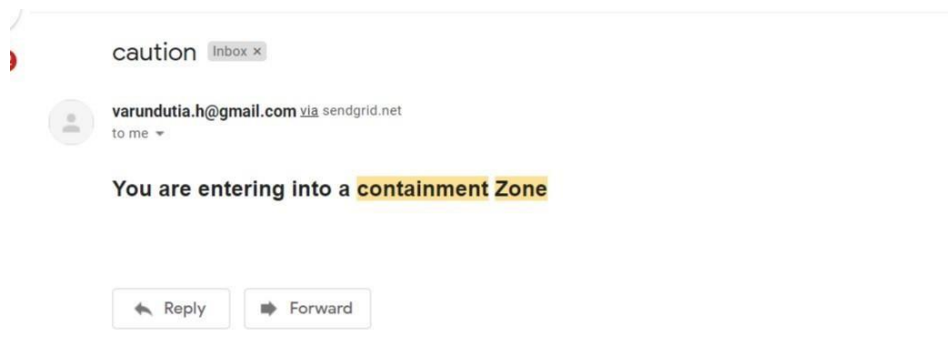 caution Inbox ×
varundutia.h@gmail.com via sendgrid.net
to me
You are entering into a containment Zone
Reply Forward